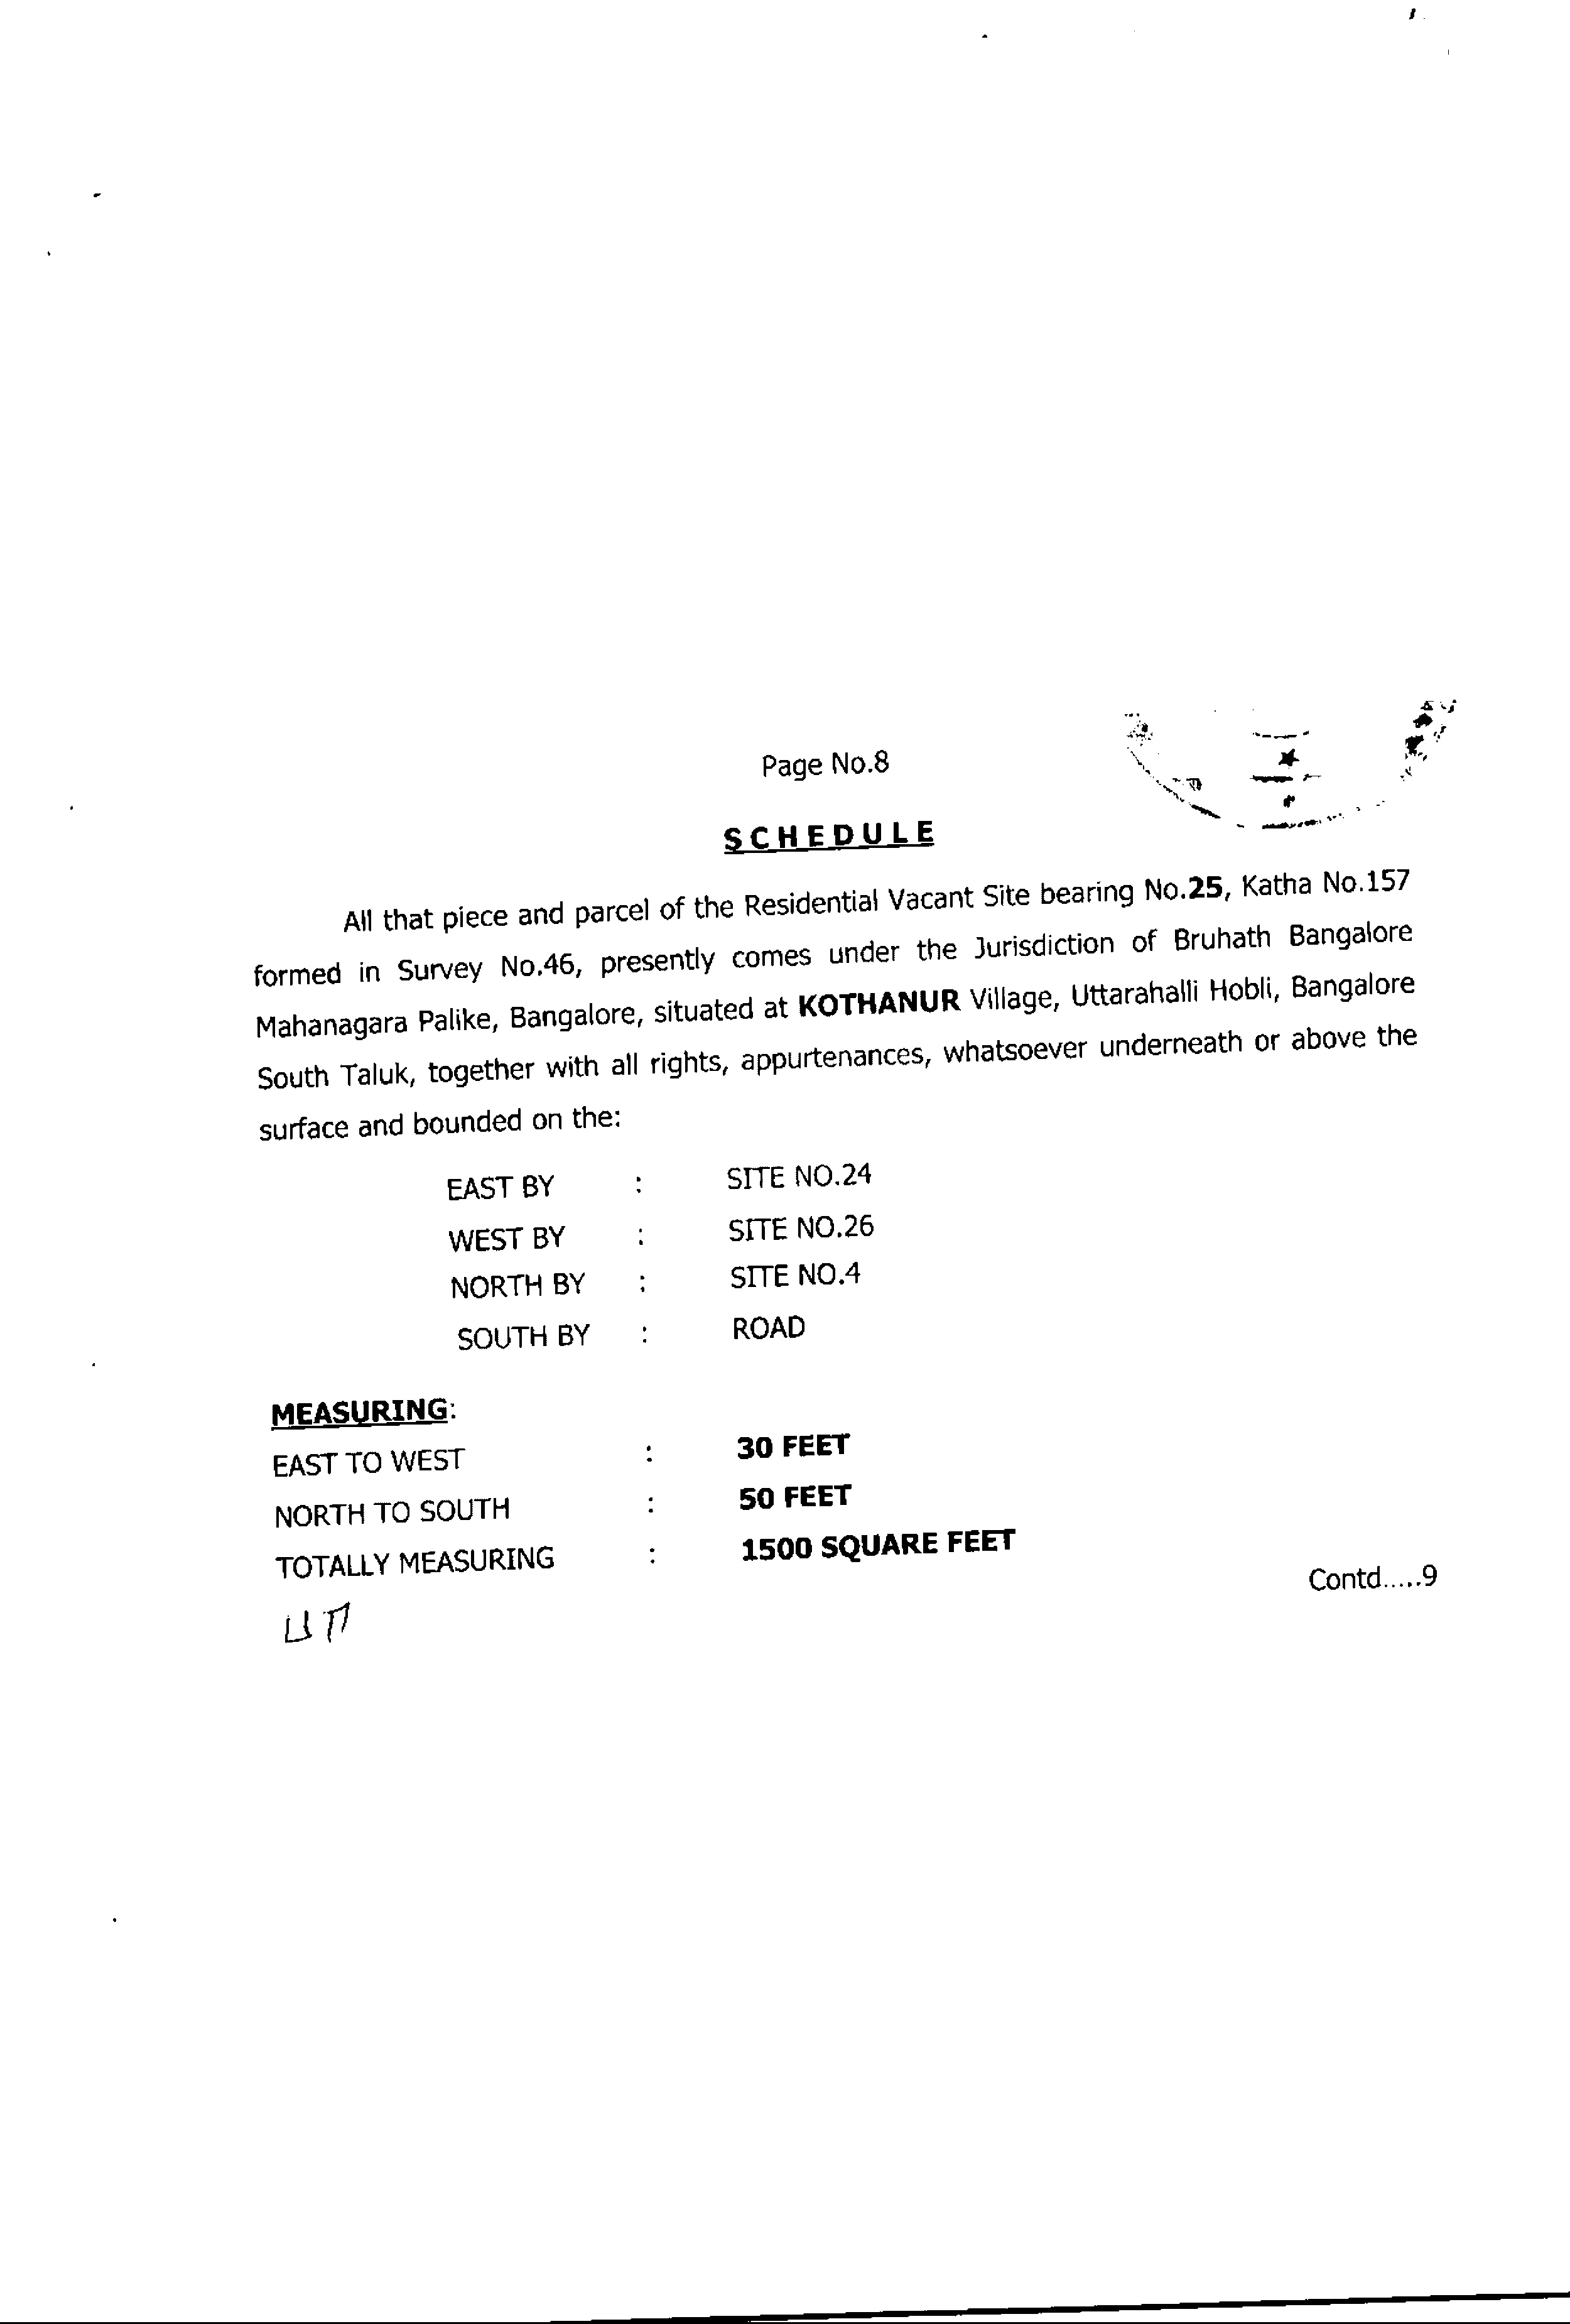 Page No.8
SCHEDULE
All that piece and parcel of the Residential Vacant Site bearing No.25, Katha No.157
formed in Survey No.46, presently comes under the Jurisdiction of Bruhath Bangalore
Mahanagara Palike, Bangalore, situated at KOTHANUR Village, Uttarahalli Hobli, Bangalore
South Taluk, together with all rights, appurtenances, whatsoever underneath or above the
surface and bounded on the:
EAST BY : SITE NO.24
WEST BY : SITE NO.26
NORTH BY : SITE NO.4
SOUTH BY : ROAD
MEASURING:
EAST TO WEST : 30 FEET
NORTH TO SOUTH : 50 FEET
TOTALLY MEASURING : 1500 SQUARE FEET
Contd.....9